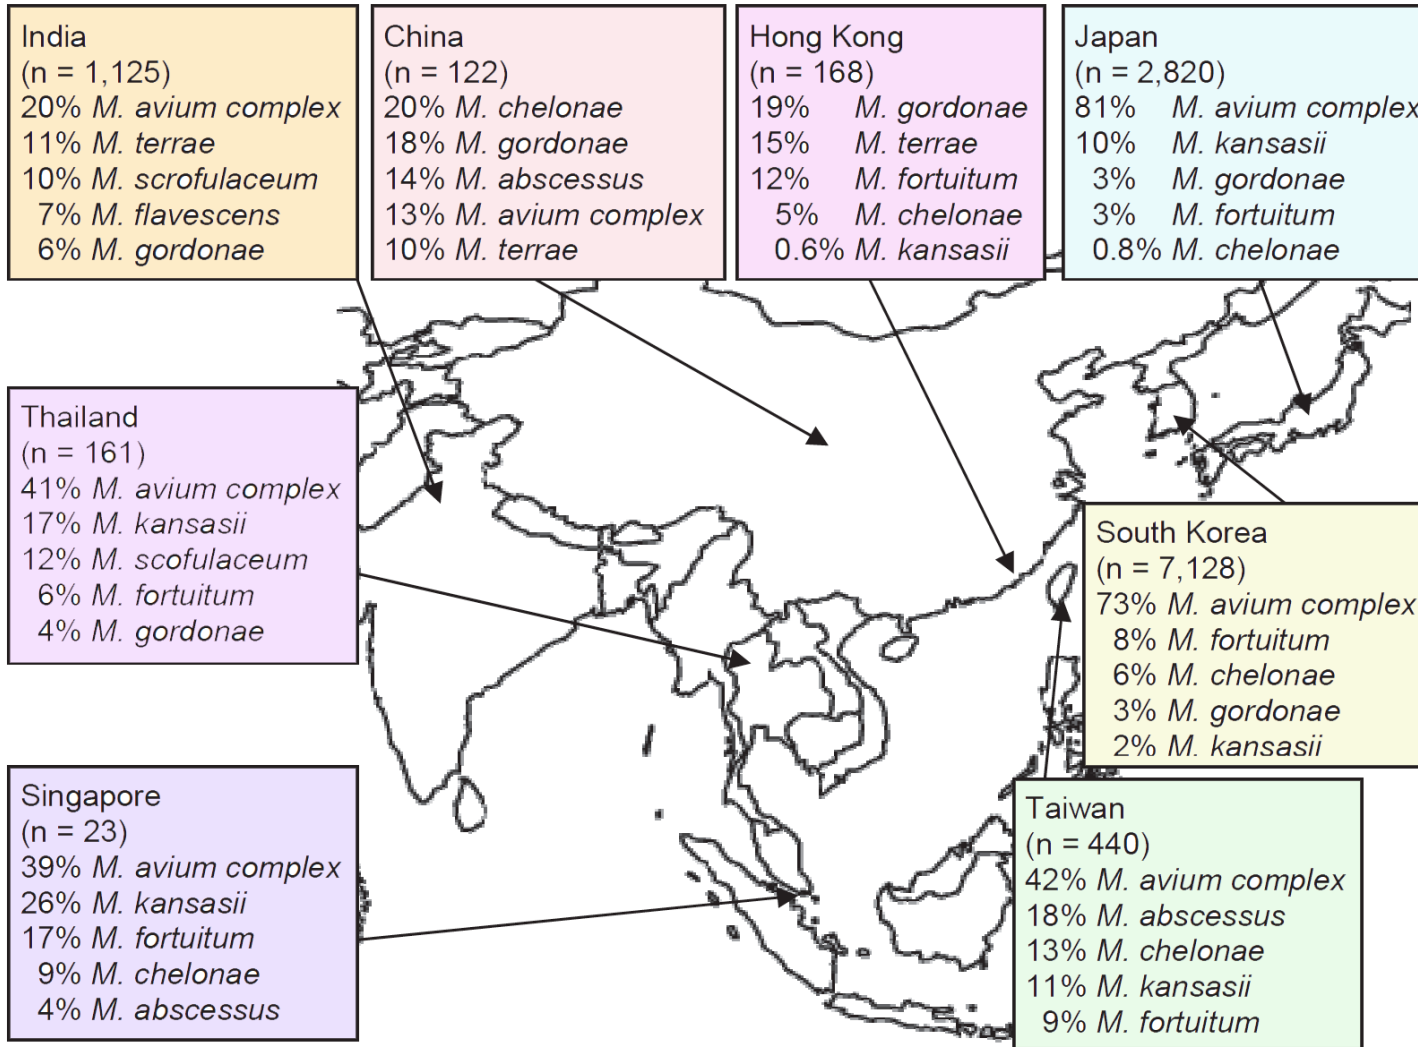 India
(n = 1,125)
20% M. avium complex
11% M. terrae
10% M. scrofulaceum
7% M. flavescens
6% M. gordonae
China
(n = 122)
20% M. chelonae
18% M. gordonae
14% M. abscessus
13% M. avium complex
10% M. terrae
Hong Kong
(n = 168)
19% M. gordonae
15% M. terrae
12% M. fortuitum
5% M. chelonae
0.6% M. kansasii
Japan
(n = 2,820)
81% M. avium complex
10% M. kansasii
3% M. gordonae
3% M. fortuitum
0.8% M. chelonae
Thailand
(n = 161)
41% M. avium complex
17% M. kansasii
12% M. scofulaceum
6% M. fortuitum
4% M. gordonae
South Korea
(n = 7,128)
73% M. avium complex
8% M. fortuitum
6% M. chelonae
3% M. gordonae
2% M. kansasii
Singapore
(n = 23)
39% M. avium complex
26% M. kansasii
17% M. fortuitum
9% M. chelonae
4% M. abscessus
Taiwan
(n = 440)
42% M. avium complex
18% M. abscessus
13% M. chelonae
11% M. kansasii
9% M. fortuitum